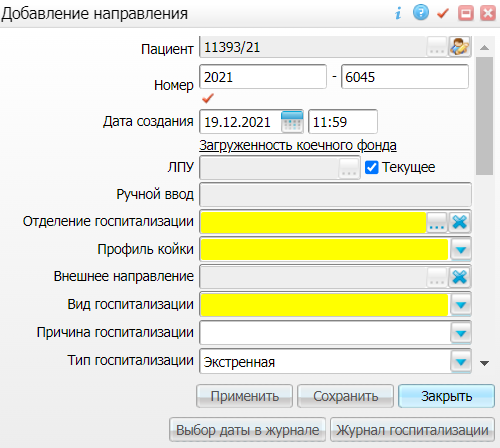 Добавление направления
Пациент 11393/21 ...
Номер 2021 - 6045
Дата создания 19.12.2021 11:59
Загруженность коечного фонда
ЛПУ ... Текущее
Ручной ввод
Отделение госпитализации ...
Профиль койки
Внешнее направление ...
Вид госпитализации
Причина госпитализации
Тип госпитализации Экстренная
Применить Сохранить Закрыть
Выбор даты в журнале Журнал госпитализации